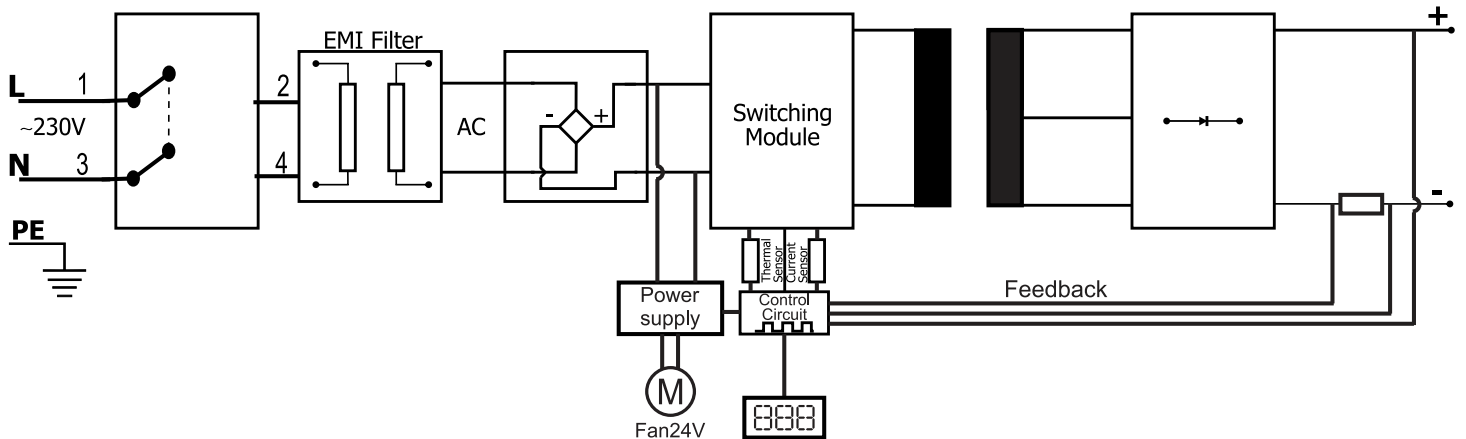 EMI Filter
+
L 1 2
~230V
AC
- +
Switching
Module
N 3 4
-
PE
Thermal
Sensor
Current
Sensor
Feedback
Power
supply
Control
Circuit
M
Fan24V
888